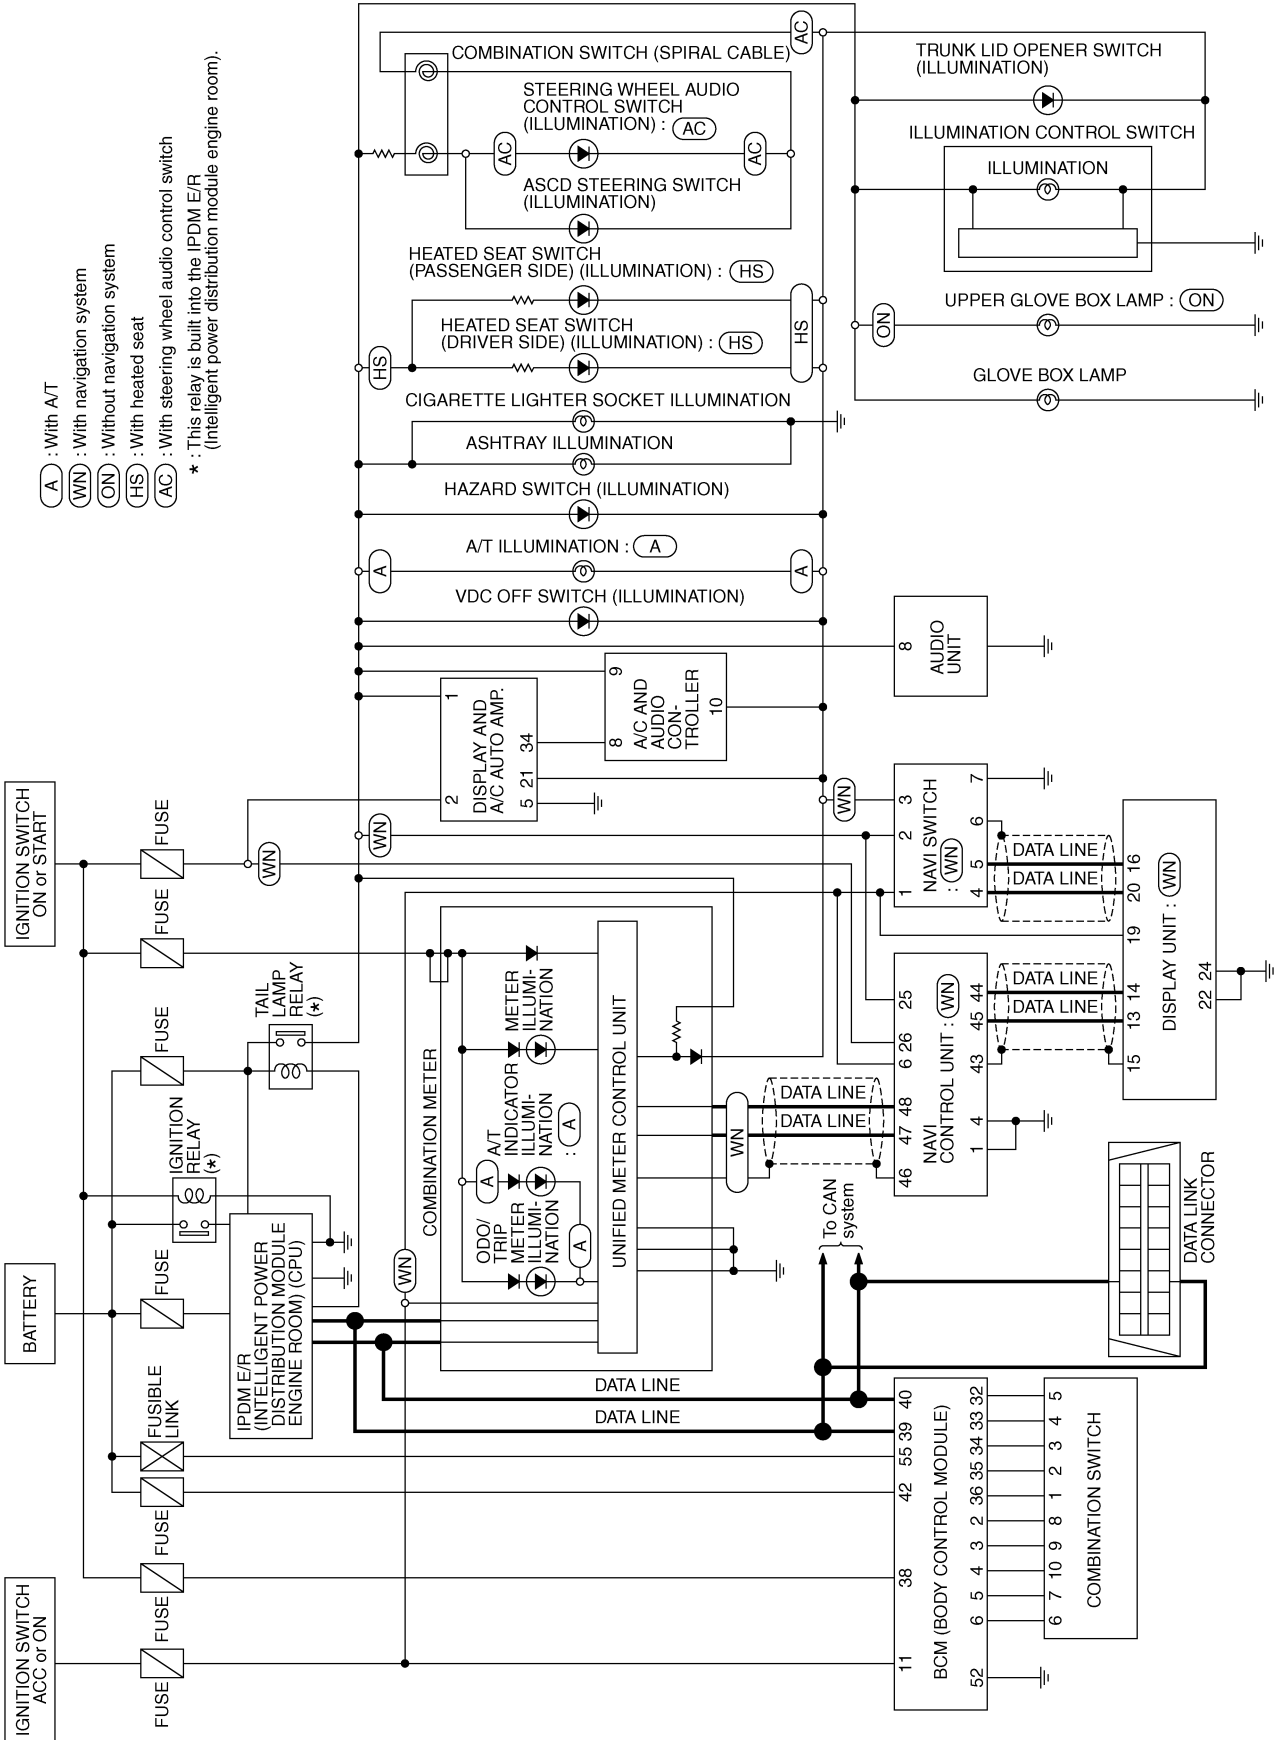 A : With A/T
WN : With navigation system
ON : Without navigation system
HS : With heated seat
AC : With steering wheel audio control switch
* : This relay is built into the IPDM E/R
(Intelligent power distribution module engine room).
COMBINATION SWITCH (SPIRAL CABLE)
AC
STEERING WHEEL AUDIO
CONTROL SWITCH
(ILLUMINATION) : AC
AC
AC
ASCD STEERING SWITCH
(ILLUMINATION)
HEATED SEAT SWITCH
(PASSENGER SIDE) (ILLUMINATION) : HS
HEATED SEAT SWITCH
(DRIVER SIDE) (ILLUMINATION) : HS
HS
HS
CIGARETTE LIGHTER SOCKET ILLUMINATION
ASHTRAY ILLUMINATION
HAZARD SWITCH (ILLUMINATION)
A/T ILLUMINATION : A
A
A
VDC OFF SWITCH (ILLUMINATION)
TRUNK LID OPENER SWITCH
(ILLUMINATION)
ILLUMINATION CONTROL SWITCH
ILLUMINATION
UPPER GLOVE BOX LAMP : ON
ON
GLOVE BOX LAMP
8
AUDIO
UNIT
1
2
DISPLAY AND
A/C AUTO AMP.
5 21 34
9
8
A/C AND
AUDIO
CON-
TROLLER
10
IGNITION SWITCH
ON or START
FUSE
WN
FUSE
WN
WN
1 2 3
NAVI SWITCH
: WN
4 5 6 7
DATA LINE
DATA LINE
16
20
19
DISPLAY UNIT : WN
22 24
14
13
15
DATA LINE
DATA LINE
25
26
6
48
47
46
NAVI
CONTROL UNIT : WN
44
45
43
4
1
DATA LINE
DATA LINE
WN
FUSE
TAIL
LAMP
RELAY
(*)
IGNITION
RELAY
(*)
BATTERY
FUSE
IPDM E/R
(INTELLIGENT POWER
DISTRIBUTION MODULE
ENGINE ROOM) (CPU)
COMBINATION METER
METER
ILLUMI-
NATION
A/T
INDICATOR
ILLUMI-
NATION
: A
A
ODO/
TRIP
METER
ILLUMI-
NATION
A
UNIFIED METER CONTROL UNIT
WN
To CAN
system
DATA LINK
CONNECTOR
DATA LINE
DATA LINE
FUSIBLE
LINK
FUSE
FUSE
IGNITION SWITCH
ACC or ON
FUSE
11 38 42 55 39 40
BCM (BODY CONTROL MODULE)
52 6 5 4 3 2 36 35 34 33 32
6 7 10 9 8 1 2 3 4 5
COMBINATION SWITCH